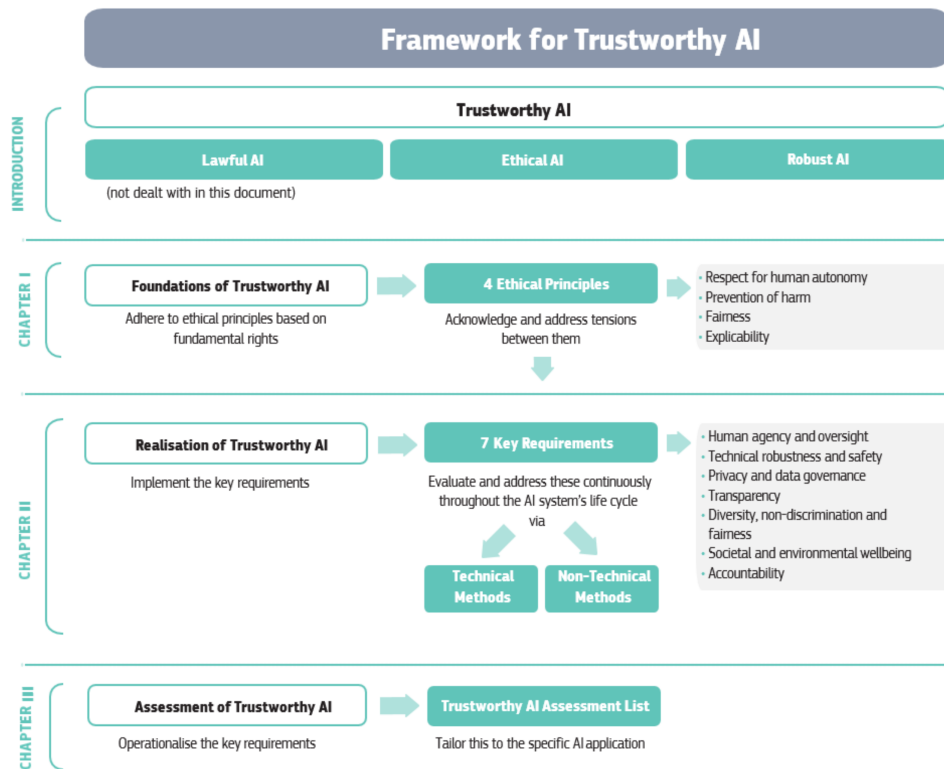 Framework for Trustworthy AI
INTRODUCTION
Trustworthy AI
Lawful AI
Ethical AI
Robust AI
(not dealt with in this document)
CHAPTER I
Foundations of Trustworthy AI
Adhere to ethical principles based on
fundamental rights
4 Ethical Principles
Acknowledge and address tensions
between them
· Respect for human autonomy
· Prevention of harm
· Fairness
· Explicability
CHAPTER II
Realisation of Trustworthy AI
Implement the key requirements
7 Key Requirements
Evaluate and address these continuously
throughout the AI system's life cycle
via
Technical
Methods
Non-Technical
Methods
· Human agency and oversight
· Technical robustness and safety
· Privacy and data governance
· Transparency
· Diversity, non-discrimination and
fairness
· Societal and environmental wellbeing
· Accountability
CHAPTER III
Assessment of Trustworthy AI
Operationalise the key requirements
Trustworthy AI Assessment List
Tailor this to the specific AI application